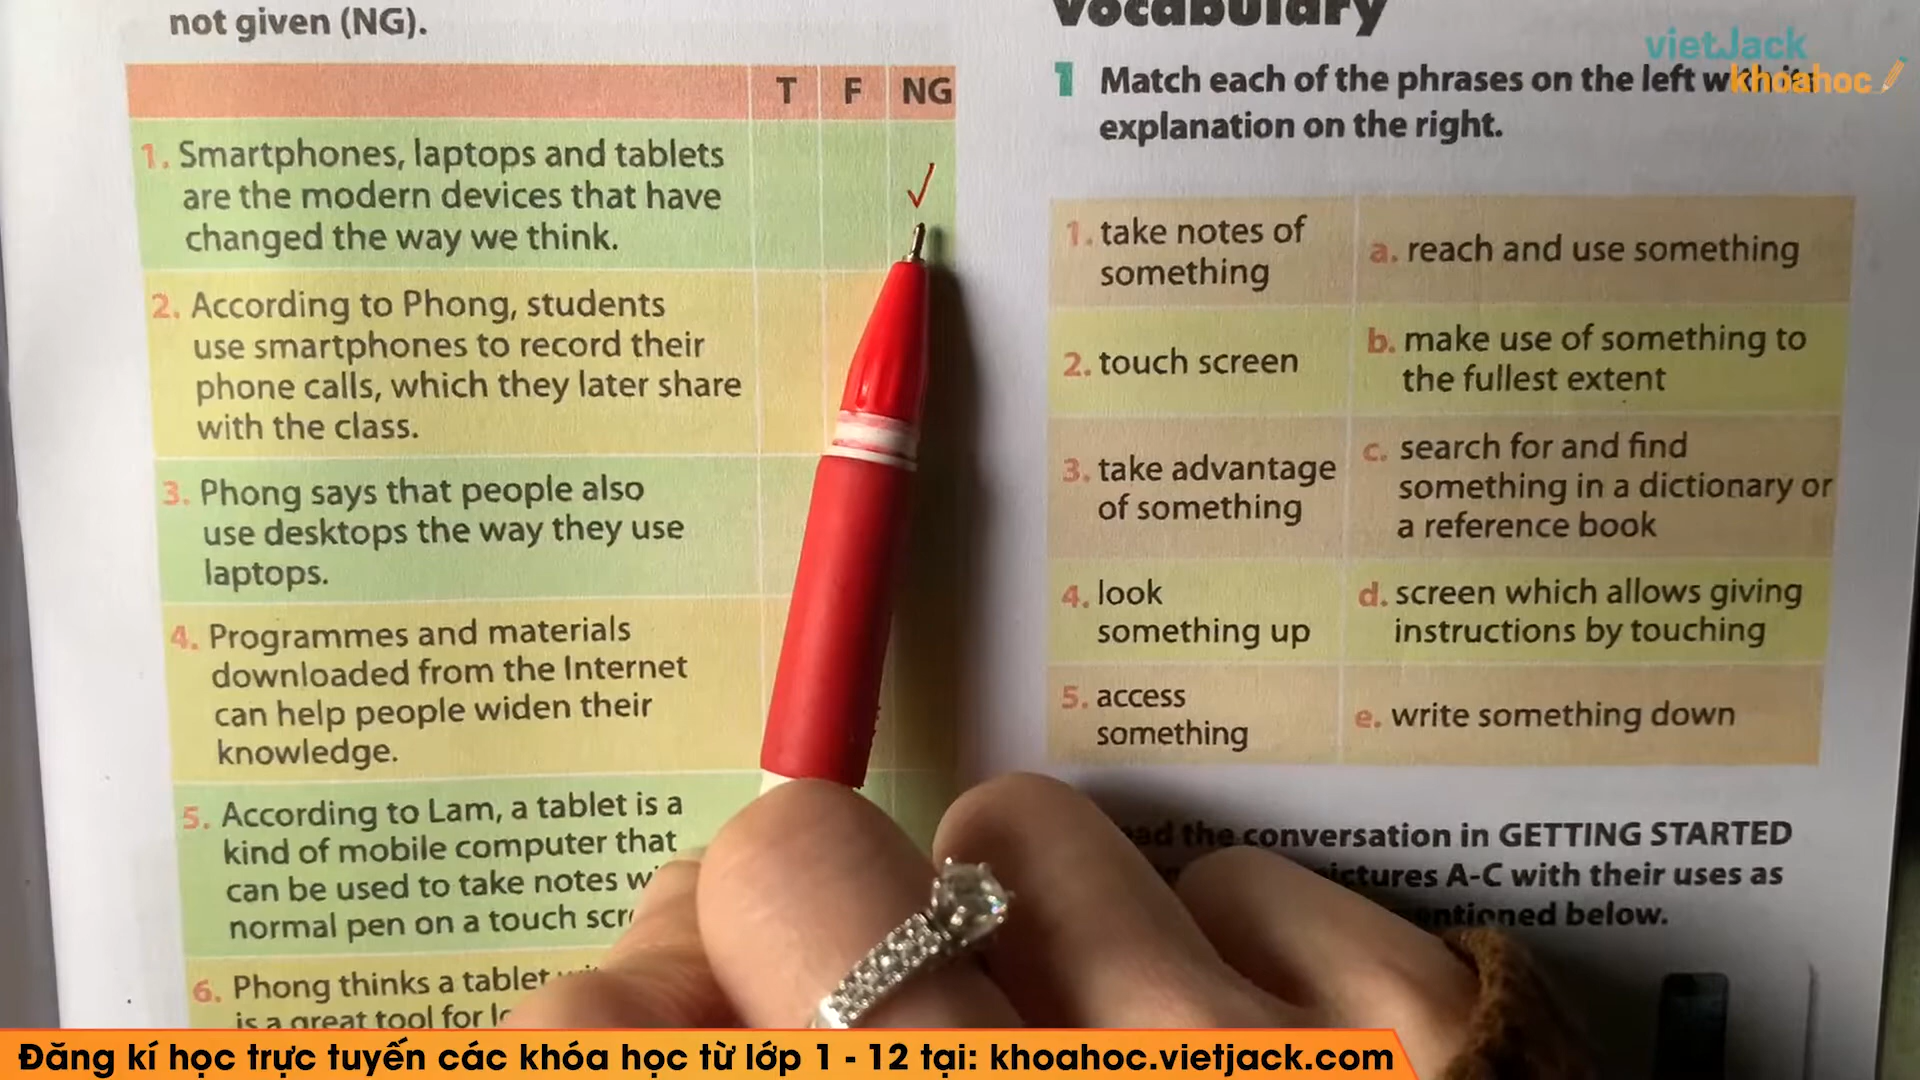 not given (NG).
T F NG
1. Smartphones, laptops and tablets
are the modern devices that have
changed the way we think.
2. According to Phong, students
use smartphones to record their
phone calls, which they later share
with the class.
3. Phong says that people also
use desktops the way they use
laptops.
4. Programmes and materials
downloaded from the Internet
can help people widen their
knowledge.
5. According to Lam, a tablet is a
kind of mobile computer that
can be used to take notes
normal pen on a touch
6. Phong thinks a tablet
is a great tool for
Vocabulary
1 Match each of the phrases on the left
explanation on the right.
1. take notes of
something
a. reach and use something
2. touch screen
b. make use of something to
the fullest extent
3. take advantage
of something
c. search for and find
something in a dictionary or
a reference book
4. look
something up
d. screen which allows giving
instructions by touching
5. access
something
e. write something down
the conversation in GETTING STARTED
A-C with their uses as
below.
vietJack
khoahoc
Đăng kí học trực tuyến các khóa học từ lớp 1 - 12 tại: khoahoc.vietjack.com